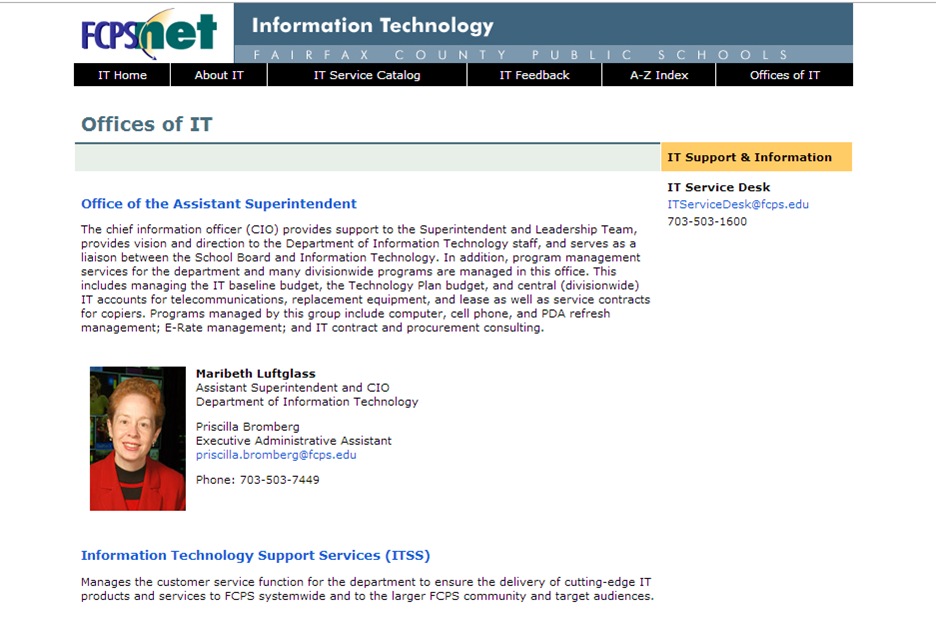 FCPSnet
Information Technology
FAIRFAX COUNTY PUBLIC SCHOOLS
IT Home
About IT
IT Service Catalog
IT Feedback
A-Z Index
Offices of IT
Offices of IT
IT Support & Information
IT Service Desk
ITServiceDesk@fcps.edu
703-503-1600
Office of the Assistant Superintendent
The chief information officer (CIO) provides support to the Superintendent and Leadership Team,
provides vision and direction to the Department of Information Technology staff, and serves as a
liaison between the School Board and Information Technology. In addition, program management
services for the department and many divisionwide programs are managed in this office. This
includes managing the IT baseline budget, the Technology Plan budget, and central (divisionwide)
IT accounts for telecommunications, replacement equipment, and lease as well as service contracts
for copiers. Programs managed by this group include computer, cell phone, and PDA refresh
management; E-Rate management; and IT contract and procurement consulting.
Maribeth Luftglass
Assistant Superintendent and CIO
Department of Information Technology
Priscilla Bromberg
Executive Administrative Assistant
priscilla.bromberg@fcps.edu
Phone: 703-503-7449
Information Technology Support Services (ITSS)
Manages the customer service function for the department to ensure the delivery of cutting-edge IT
products and services to FCPS systemwide and to the larger FCPS community and target audiences.